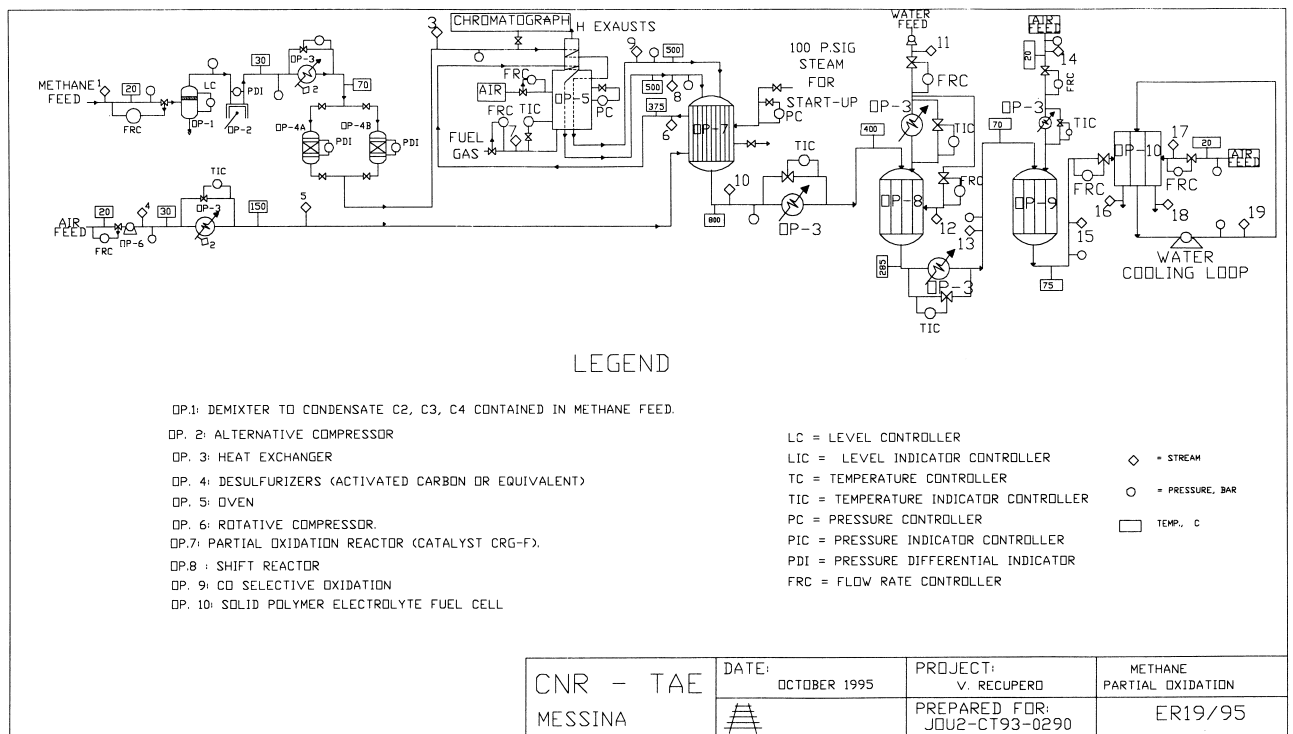 3
CHROMATOGRAPH
H EXAUSTS
WATER
FEED
11
FRC
AIR
FEED
20
14
FRC
METHANE
FEED
1
20
FRC
LC
OP-1
PDI
OP-2
30
OP-3
2
70
OP-4A
PDI
OP-4B
PDI
FRC
AIR
FRC
TIC
FUEL
GAS
7
OP-5
PC
9
500
500
8
375
6
OP-7
100 P.SIG
STEAM
FOR
START-UP
PC
10
800
TIC
OP-3
400
OP-3
TIC
FRC
OP-8
12
13
285
OP-3
TIC
70
OP-3
TIC
OP-9
75
15
FRC
OP-10
17
20
AIR
FEED
FRC
16
18
19
WATER
COOLING LOOP
AIR
FEED
20
FRC
OP-6
4
30
TIC
OP-3
2
150
5
LEGEND
OP.1: DEMIXTER TO CONDENSATE C2, C3, C4 CONTAINED IN METHANE FEED.
OP. 2: ALTERNATIVE COMPRESSOR
OP. 3: HEAT EXCHANGER
OP. 4: DESULFURIZERS (ACTIVATED CARBON OR EQUIVALENT)
OP. 5: OVEN
OP. 6: ROTATIVE COMPRESSOR.
OP.7: PARTIAL OXIDATION REACTOR (CATALYST CRG-F).
OP.8 : SHIFT REACTOR
OP. 9: CO SELECTIVE OXIDATION
OP. 10: SOLID POLYMER ELECTROLYTE FUEL CELL
LC = LEVEL CONTROLLER
LIC = LEVEL INDICATOR CONTROLLER
TC = TEMPERATURE CONTROLLER
TIC = TEMPERATURE INDICATOR CONTROLLER
PC = PRESSURE CONTROLLER
PIC = PRESSURE INDICATOR CONTROLLER
PDI = PRESSURE DIFFERENTIAL INDICATOR
FRC = FLOW RATE CONTROLLER
= STREAM
= PRESSURE, BAR
TEMP., C
CNR - TAE
MESSINA
DATE:
OCTOBER 1995
PROJECT:
V. RECUPERO
PREPARED FOR:
JOU2-CT93-0290
METHANE
PARTIAL OXIDATION
ER19/95